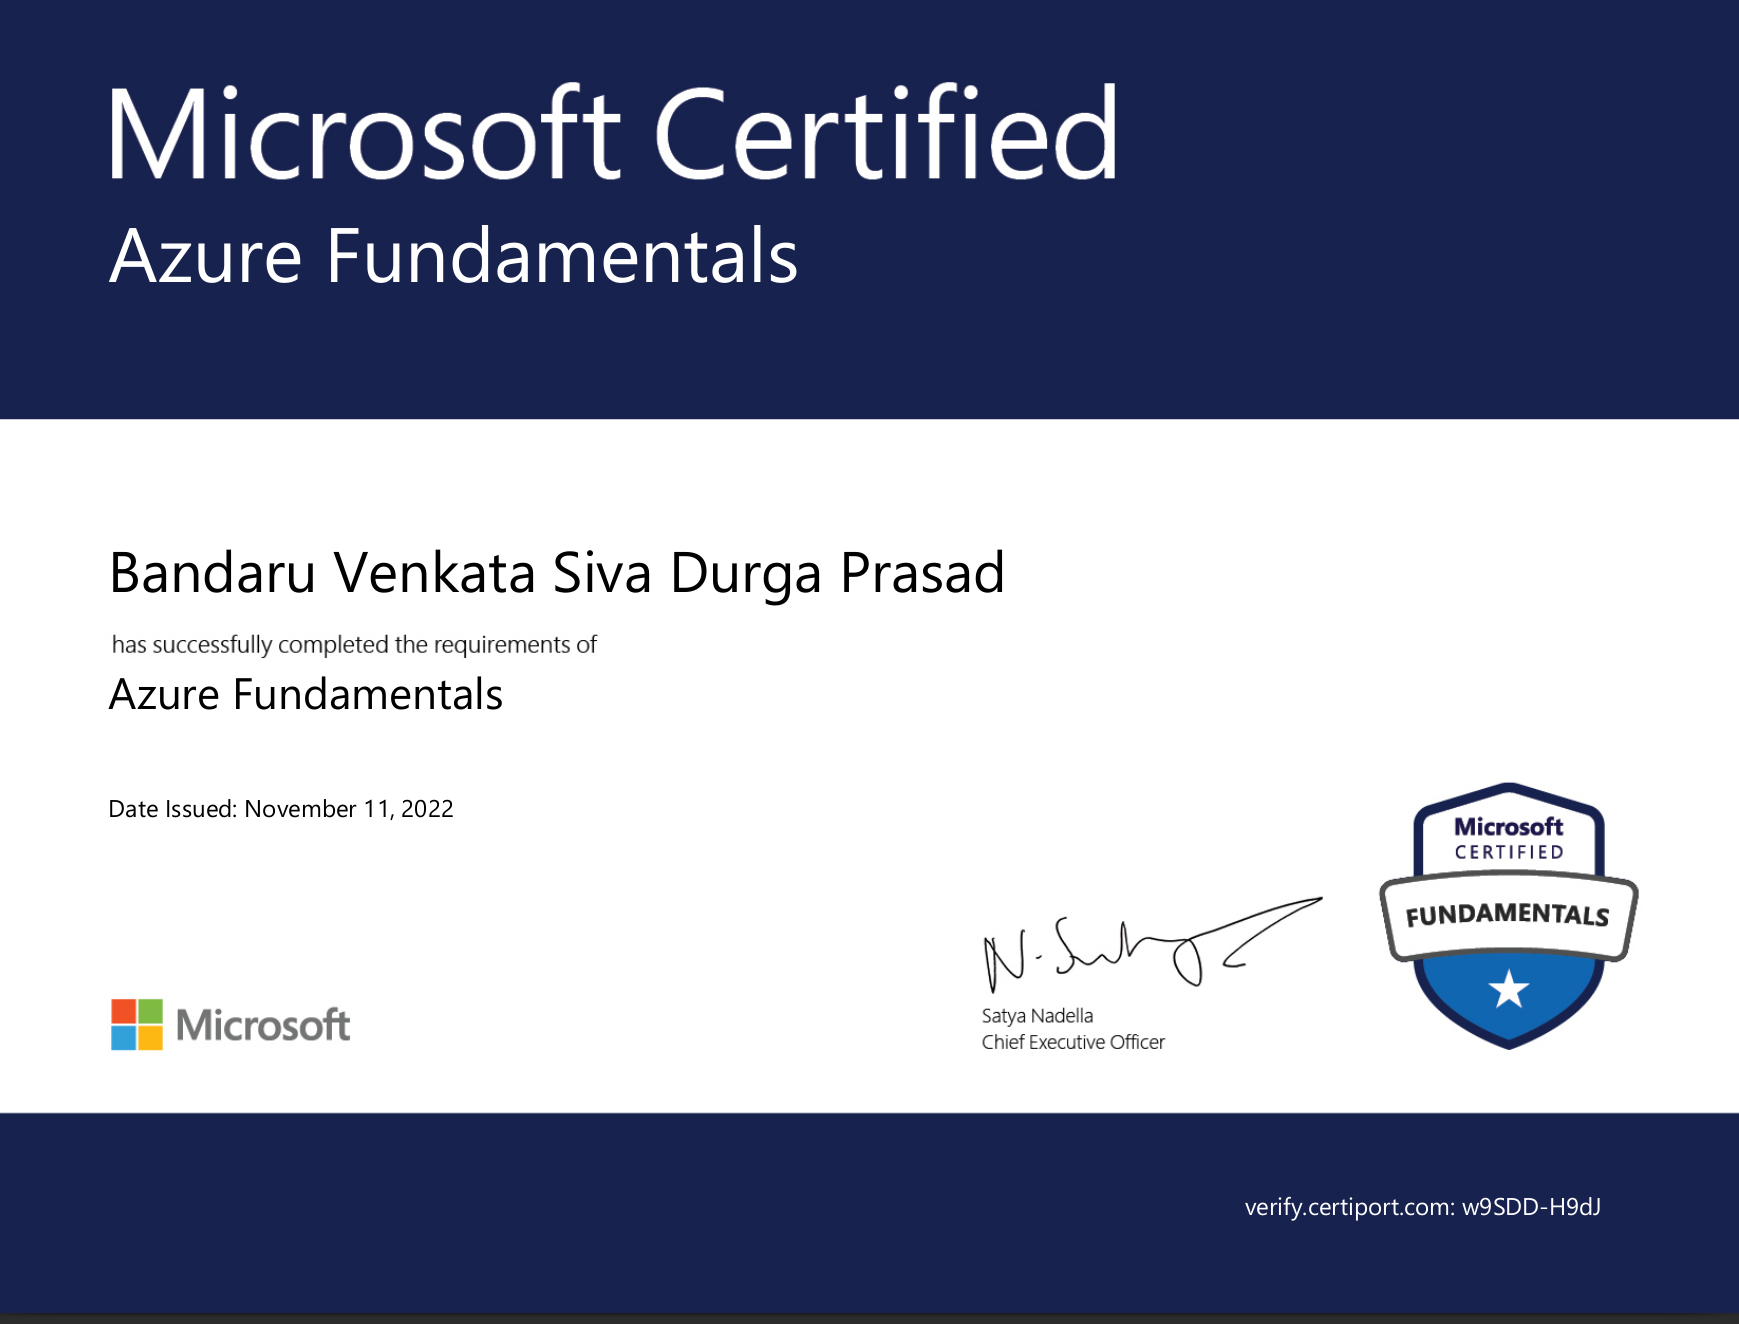 Microsoft Certified
Azure Fundamentals
Bandaru Venkata Siva Durga Prasad
has successfully completed the requirements of
Azure Fundamentals
Date Issued: November 11, 2022
Microsoft
CERTIFIED
FUNDAMENTALS
N. Satya
Satya Nadella
Chief Executive Officer
Microsoft
verify.certiport.com: w9SDD-H9dJ